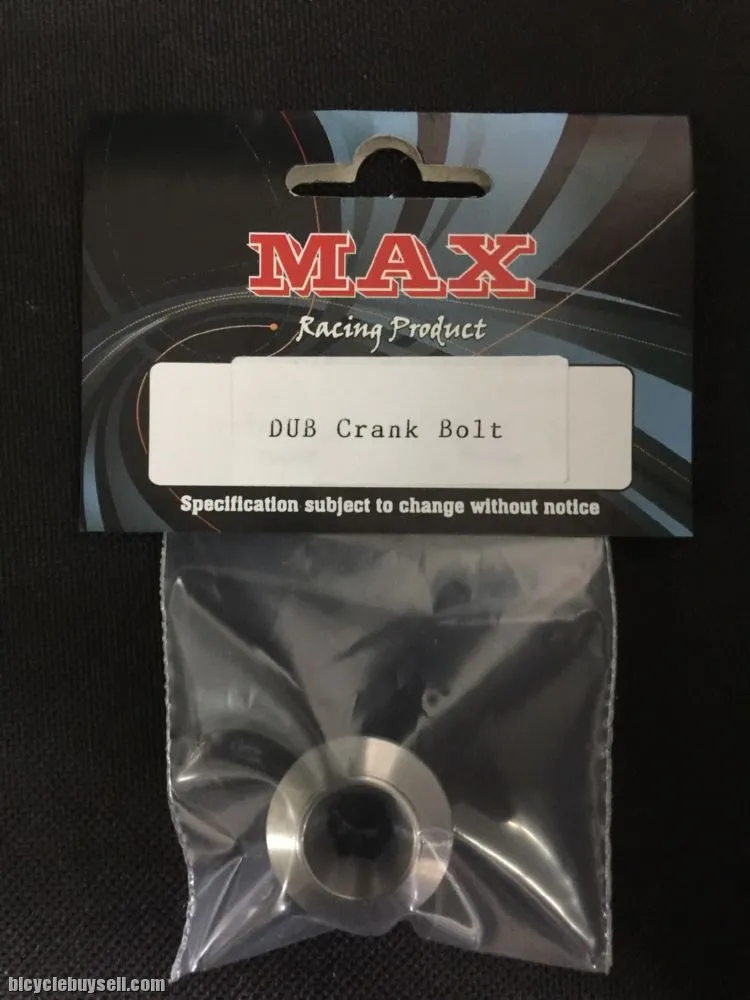 MAX
Racing Product
DUB Crank Bolt
Specification subject to change without notice
bicyclebuysell.com